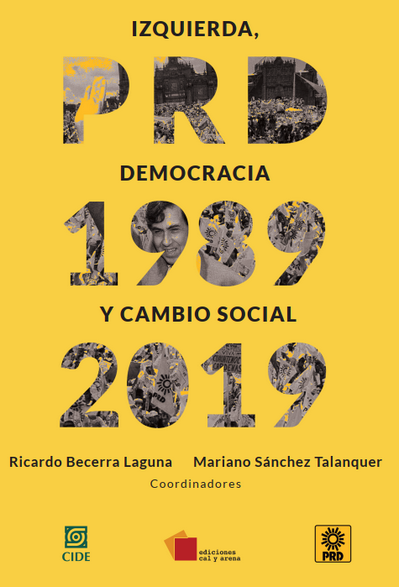 IZQUIERDA,
PRD
DEMOCRACIA
1989
Y CAMBIO SOCIAL
2019
Ricardo Becerra Laguna Mariano Sánchez Talanquer
Coordinadores
CIDE
ediciones
cal y arena
PRD